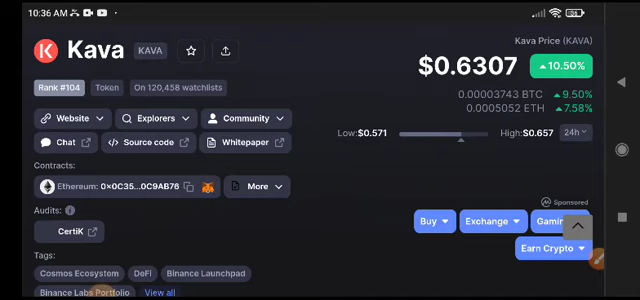 10:36 AM
Kava KAVA
Kava Price (KAVA)
$0.6307 10.50%
Rank #104 Token On 120,458 watchlists
0.00003743 BTC 9.50%
0.0005052 ETH 7.58%
Website Explorers Community
Low:$0.571 High:$0.657 24h
Chat Source code Whitepaper
Contracts:
Ethereum: 0x0C35...0C9AB76 More
Sponsored
Audits:
Buy Exchange
CertiK
Earn Crypto
Tags:
Cosmos Ecosystem DeFi Binance Launchpad
Binance Labs Portfolio View all